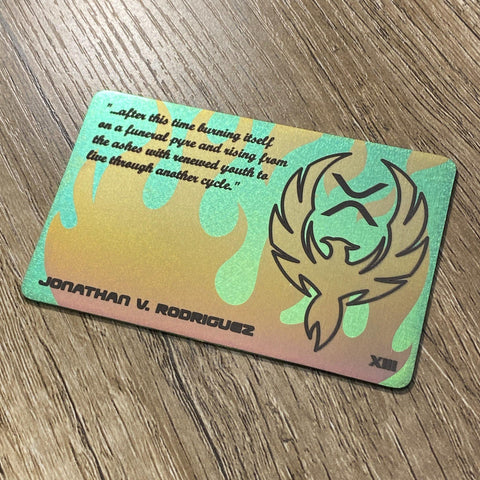 "...after this time burning itself
on a funeral pyre and rising from
the ashes with renewed youth to
live through another cycle."
JONATHAN V. RODRIGUEZ
XIII